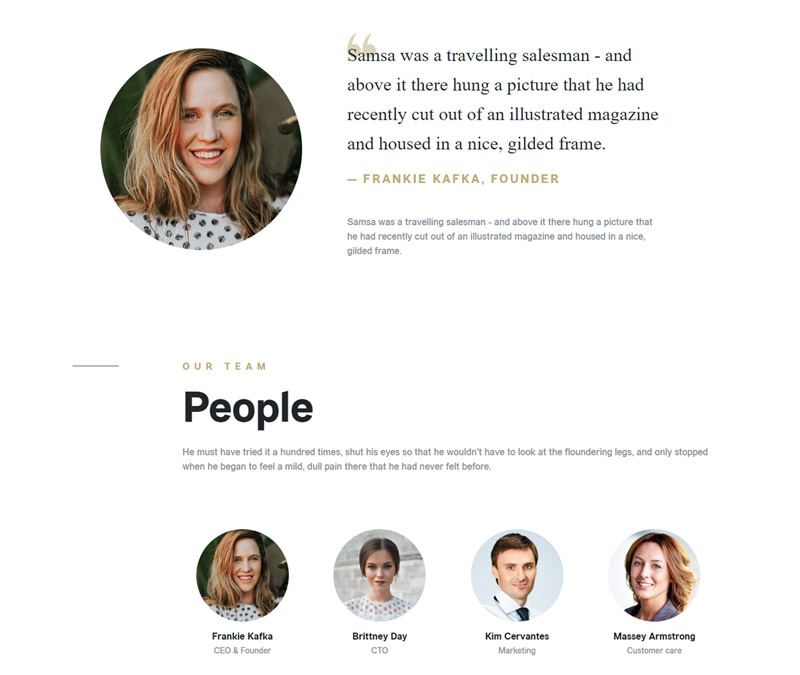 “
Samsa was a travelling salesman - and
above it there hung a picture that he had
recently cut out of an illustrated magazine
and housed in a nice, gilded frame.
— FRANKIE KAFKA, FOUNDER
Samsa was a travelling salesman - and above it there hung a picture that
he had recently cut out of an illustrated magazine and housed in a nice,
gilded frame.
OUR TEAM
People
He must have tried it a hundred times, shut his eyes so that he wouldn't have to look at the floundering legs, and only stopped
when he began to feel a mild, dull pain there that he had never felt before.
Frankie Kafka Brittney Day Kim Cervantes Massey Armstrong
CEO & Founder CTO Marketing Customer care